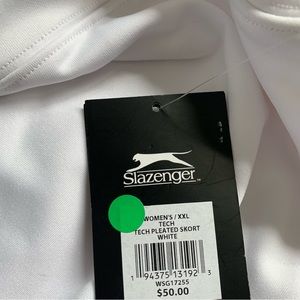 Slazenger
WOMEN'S / XXL
TECH
TECH PLEATED SKORT
WHITE
1 94375 13192 3
WSG17255
$50.00